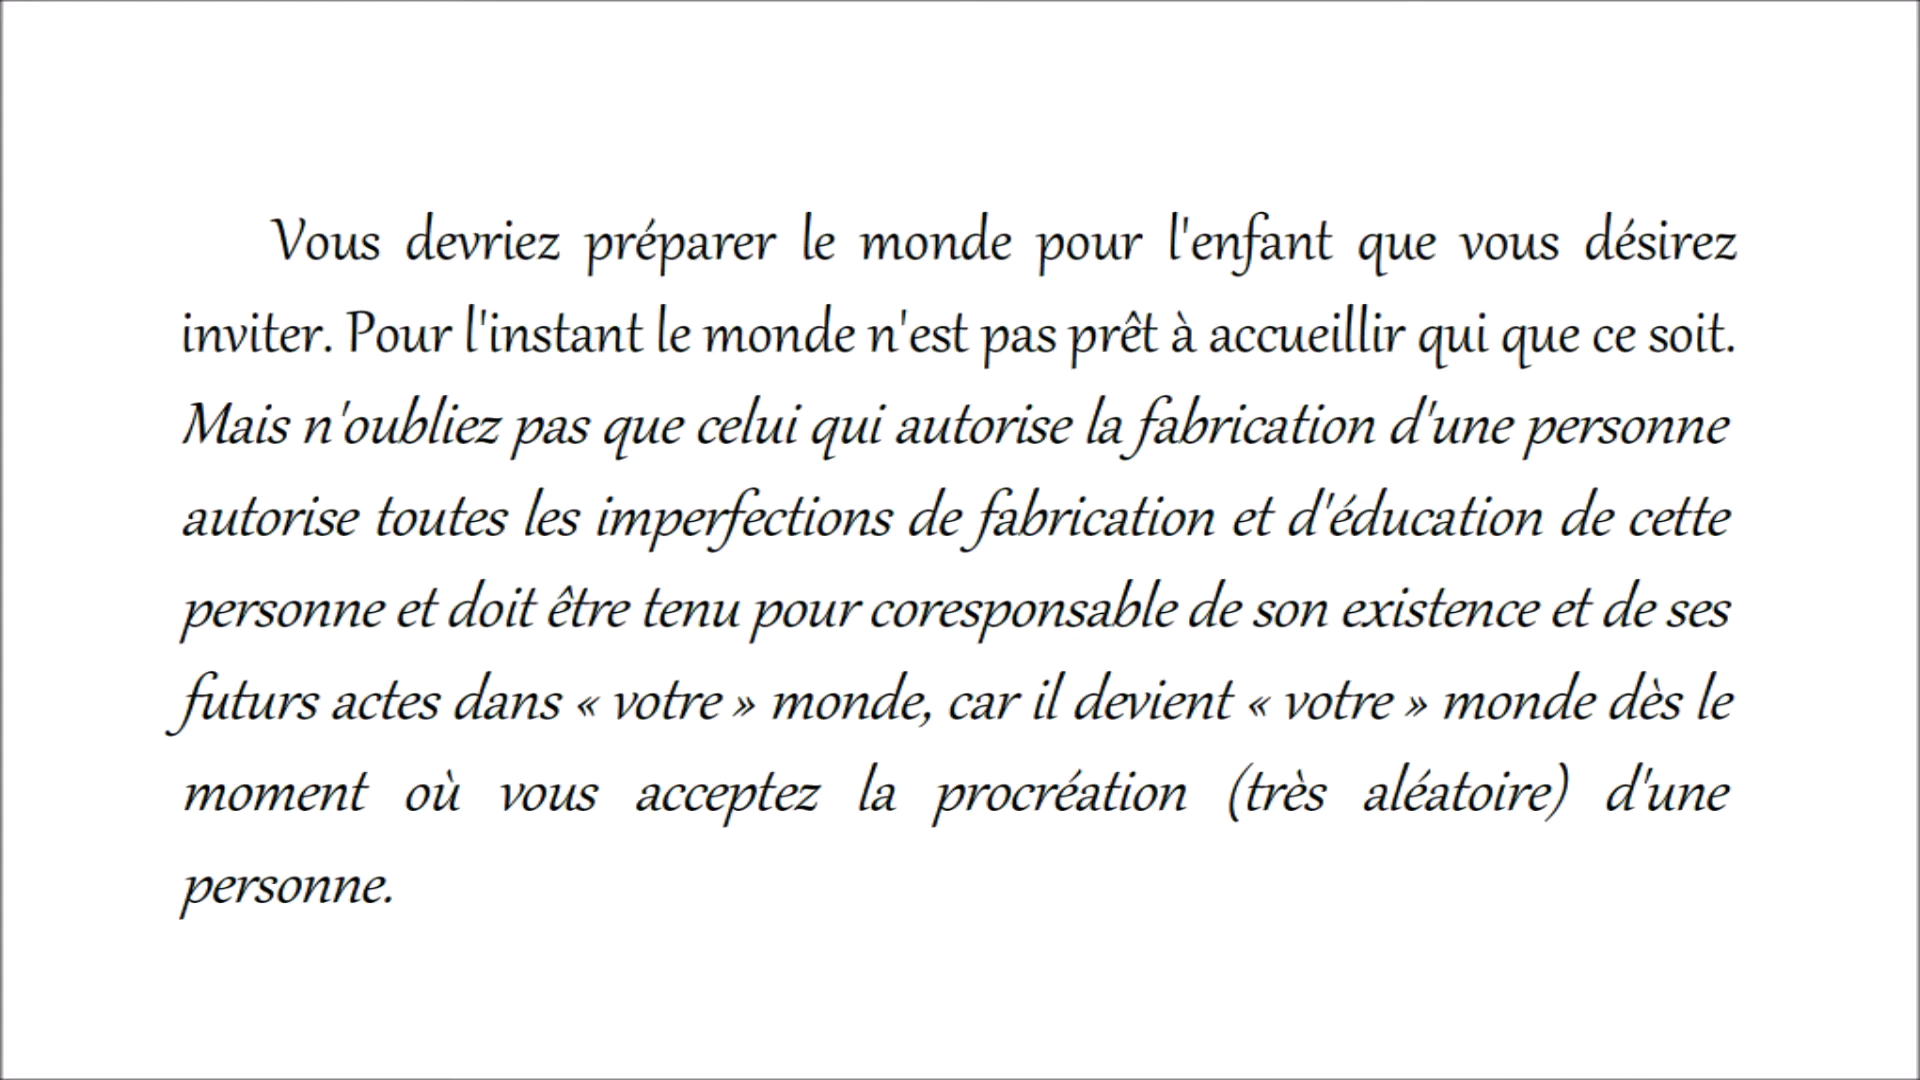 Vous devriez préparer le monde pour l'enfant que vous désirez
inviter. Pour l'instant le monde n'est pas prêt à accueillir qui que ce soit.
Mais n'oubliez pas que celui qui autorise la fabrication d'une personne
autorise toutes les imperfections de fabrication et d'éducation de cette
personne et doit être tenu pour coresponsable de son existence et de ses
futurs actes dans « votre » monde, car il devient « votre » monde dès le
moment où vous acceptez la procréation (très aléatoire) d'une
personne.